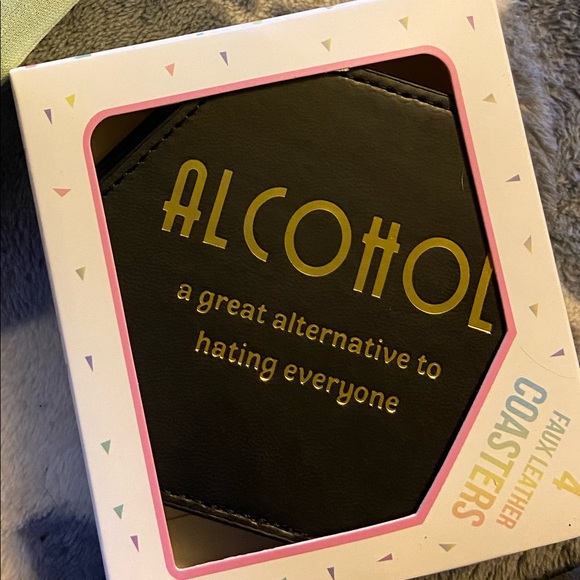 ALCOHOL
a great alternative to
hating everyone
4
FAUX LEATHER
COASTERS